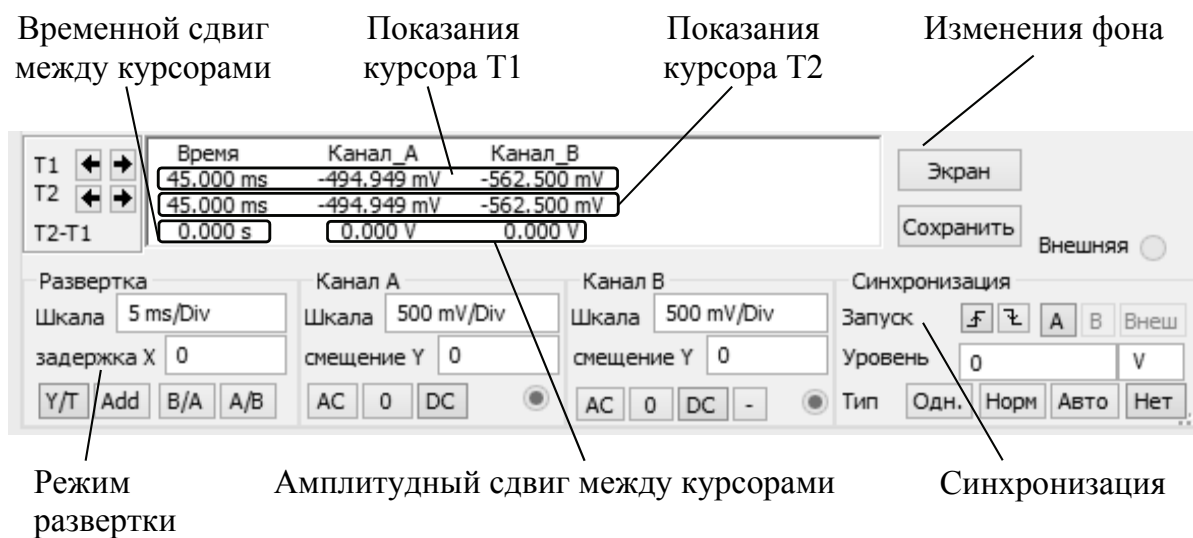 Временной сдвиг
между курсорами
Показания
курсора T1
Показания
курсора T2
Изменения фона
Время Канал_A Канал_B
T1 45.000 ms -494.949 mV -562.500 mV
T2 45.000 ms -494.949 mV -562.500 mV
T2-T1 0.000 s 0.000 V 0.000 V
Экран
Сохранить
Внешняя
Развертка
Шкала 5 ms/Div
задержка X 0
Y/T Add B/A A/B
Канал A
Шкала 500 mV/Div
смещение Y 0
AC 0 DC
Канал B
Шкала 500 mV/Div
смещение Y 0
AC 0 DC -
Синхронизация
Запуск A B Внеш
Уровень 0 V
Тип Одн. Норм Авто Нет
Режим
развертки
Амплитудный сдвиг между курсорами
Синхронизация